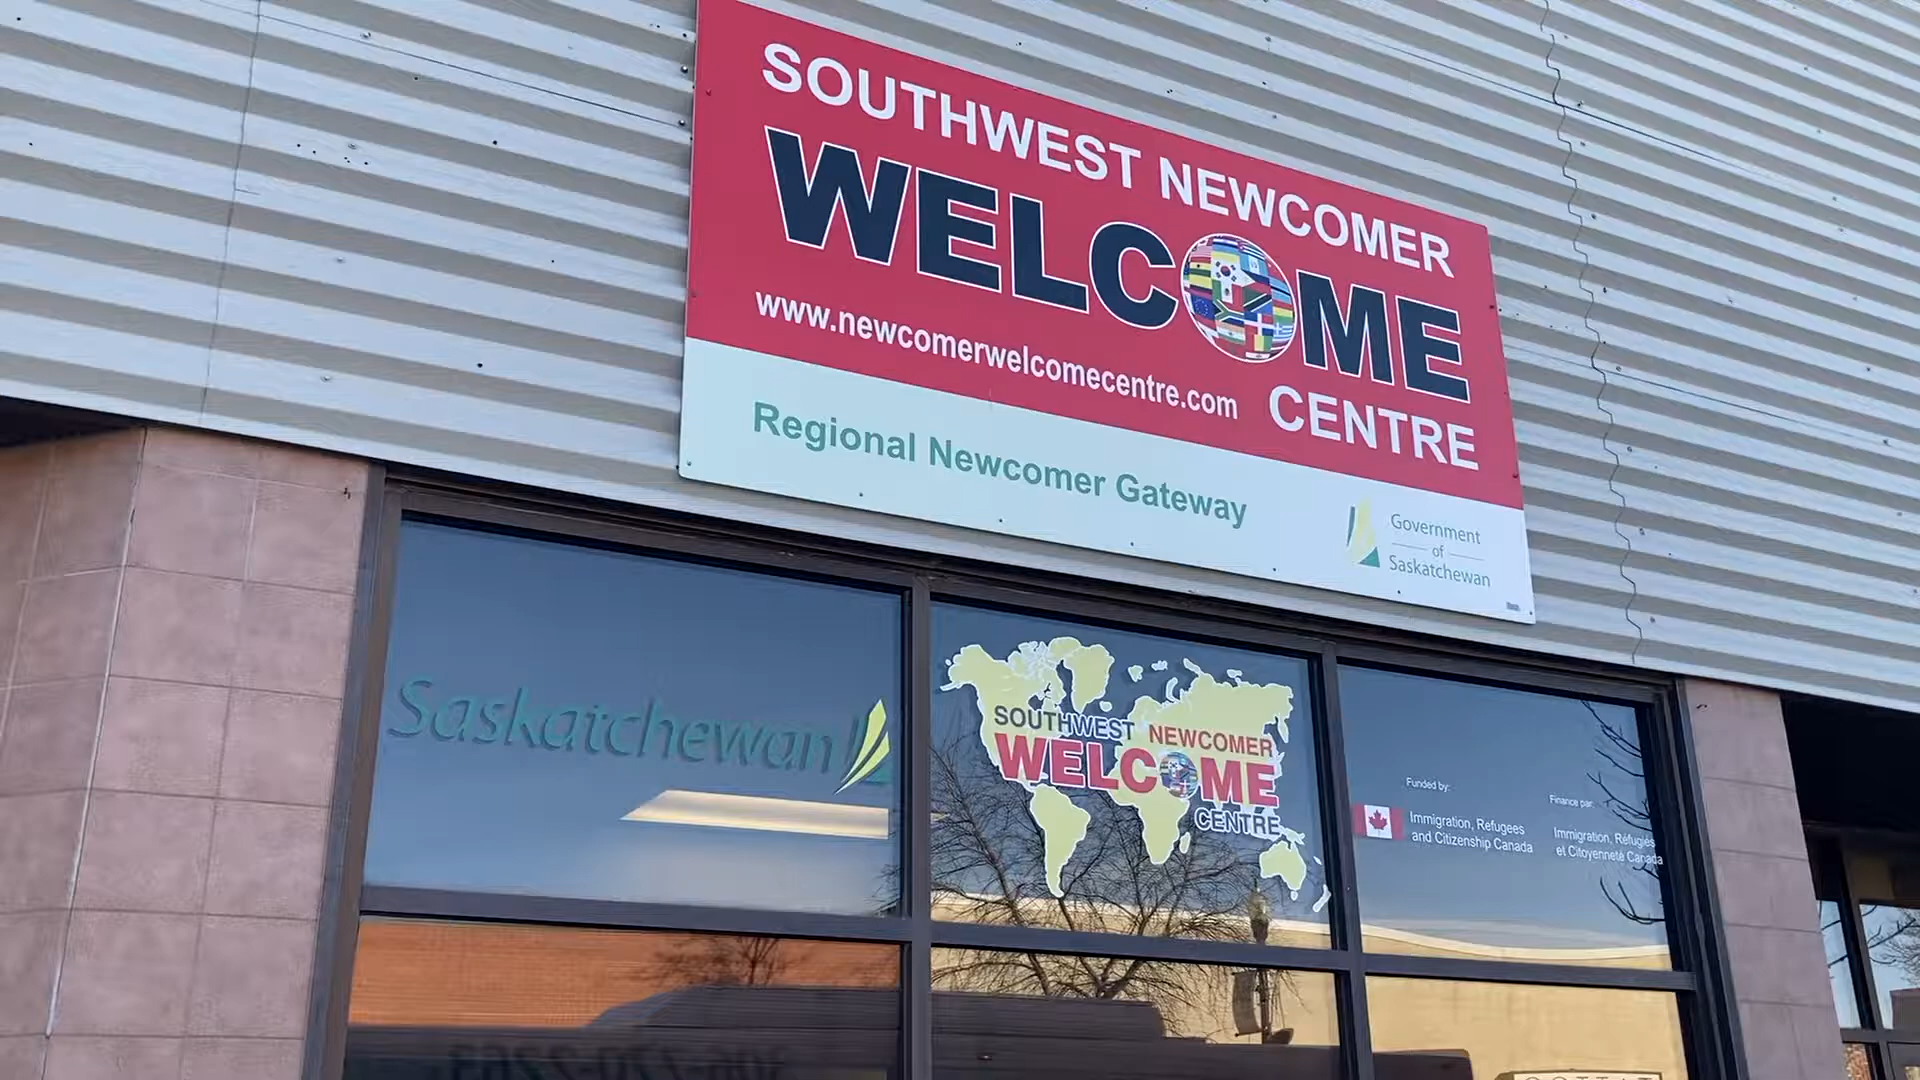 SOUTHWEST NEWCOMER
WELCOME
www.newcomerwelcomecentre.com
CENTRE
Regional Newcomer Gateway
Government
of
Saskatchewan
Saskatchewan
SOUTHWEST NEWCOMER
WELCOME
CENTRE
Funded by:
Immigration, Refugees
and Citizenship Canada
Financé par:
Immigration, Réfugiés
et Citoyenneté Canada